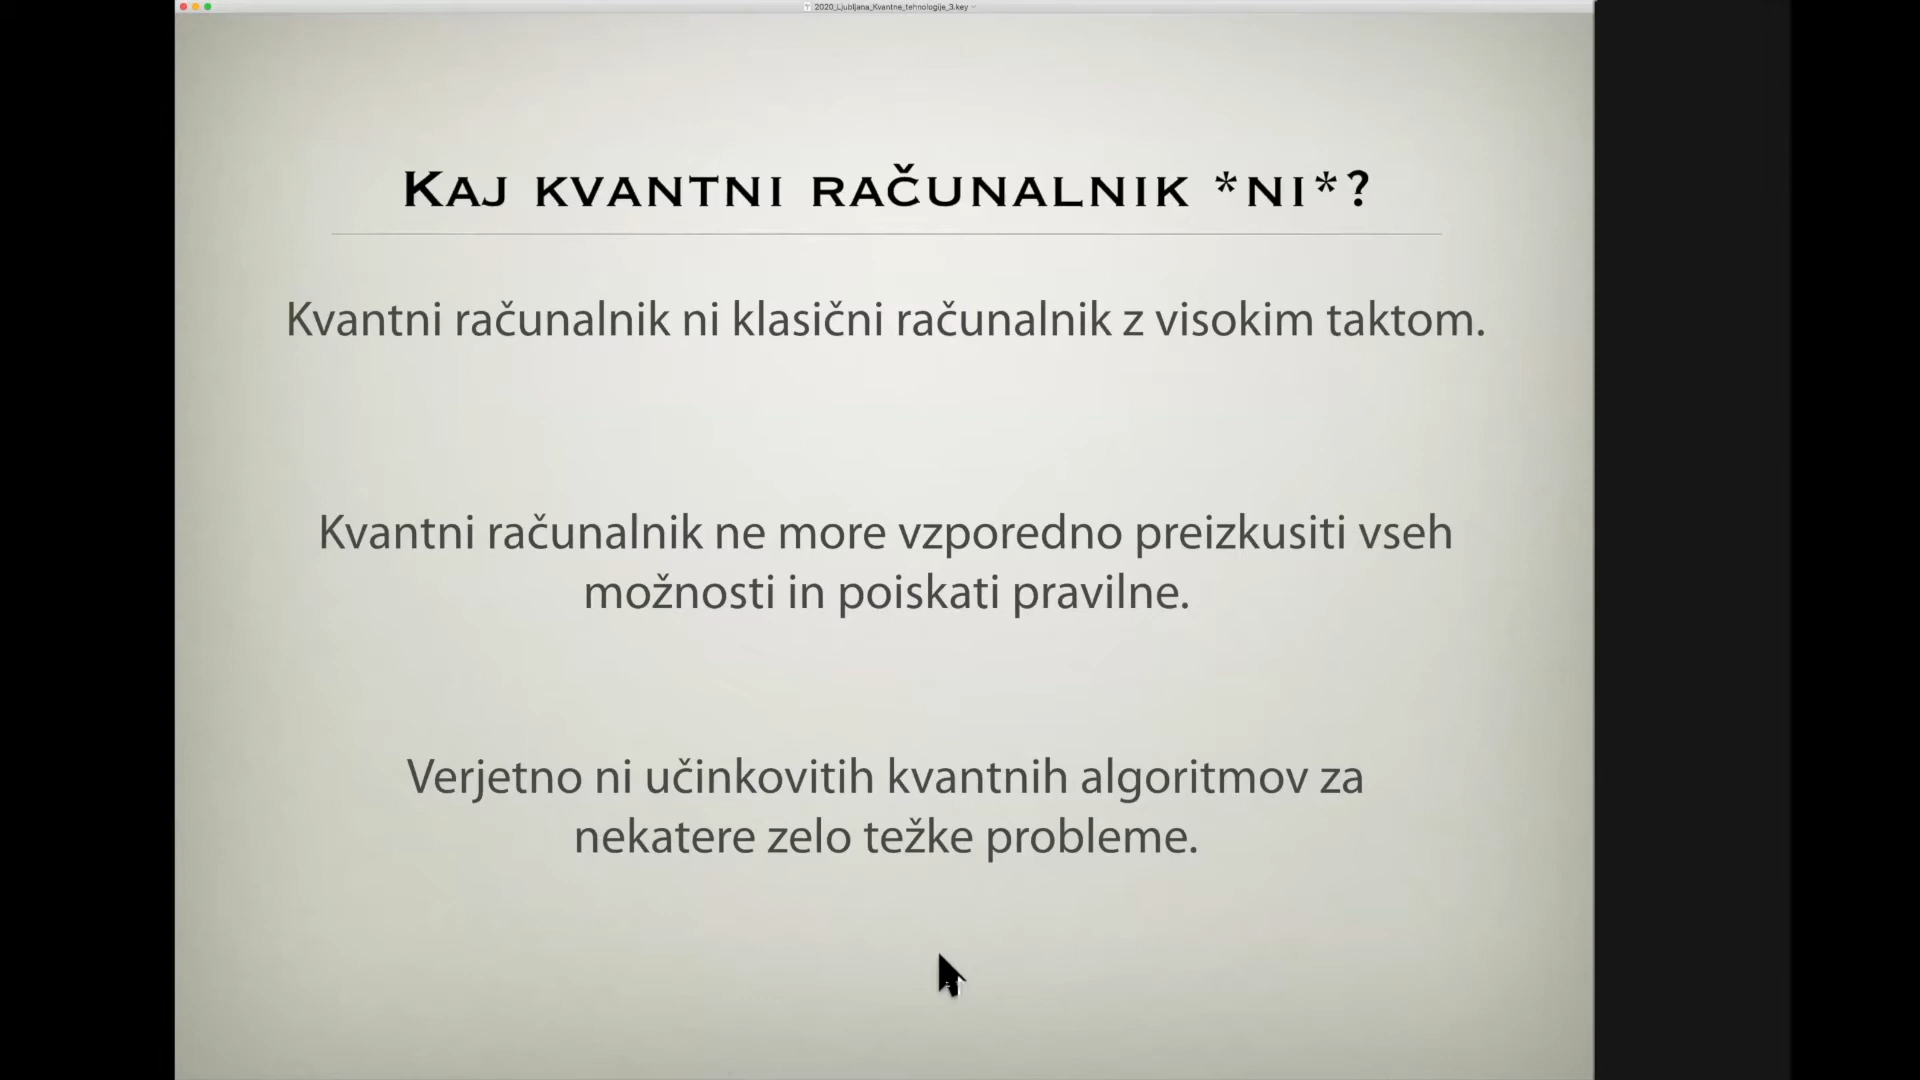 2020_Ljubljana_Kvantne_tehnologije_3.key
Kaj kvantni računalnik *ni*?
Kvantni računalnik ni klasični računalnik z visokim taktom.
Kvantni računalnik ne more vzporedno preizkusiti vseh
možnosti in poiskati pravilne.
Verjetno ni učinkovitih kvantnih algoritmov za
nekatere zelo težke probleme.